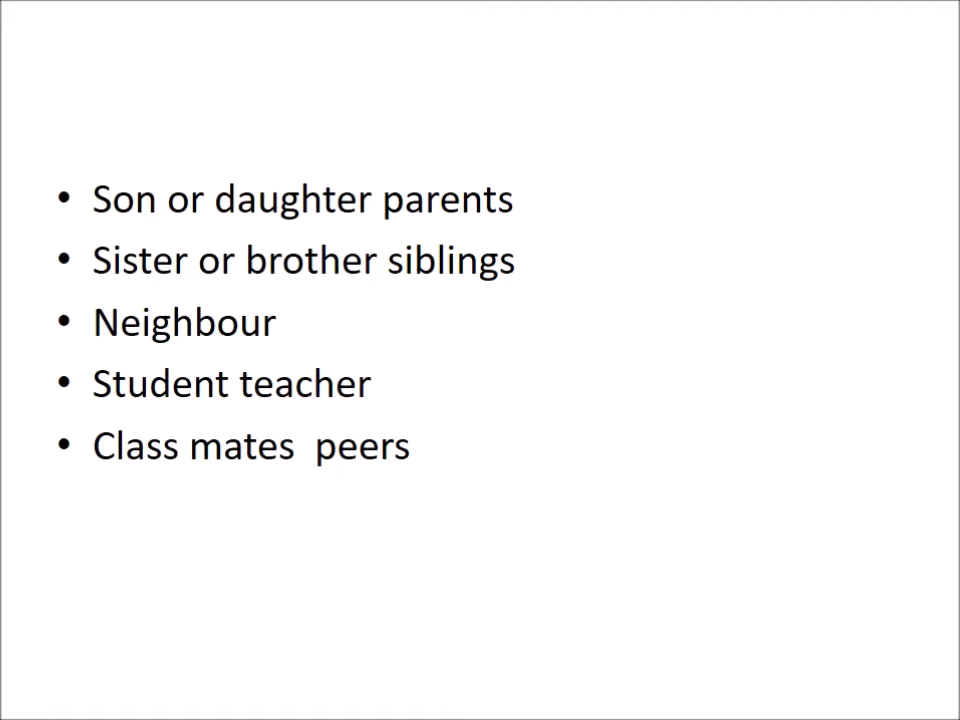 • Son or daughter parents
• Sister or brother siblings
• Neighbour
• Student teacher
• Class mates  peers